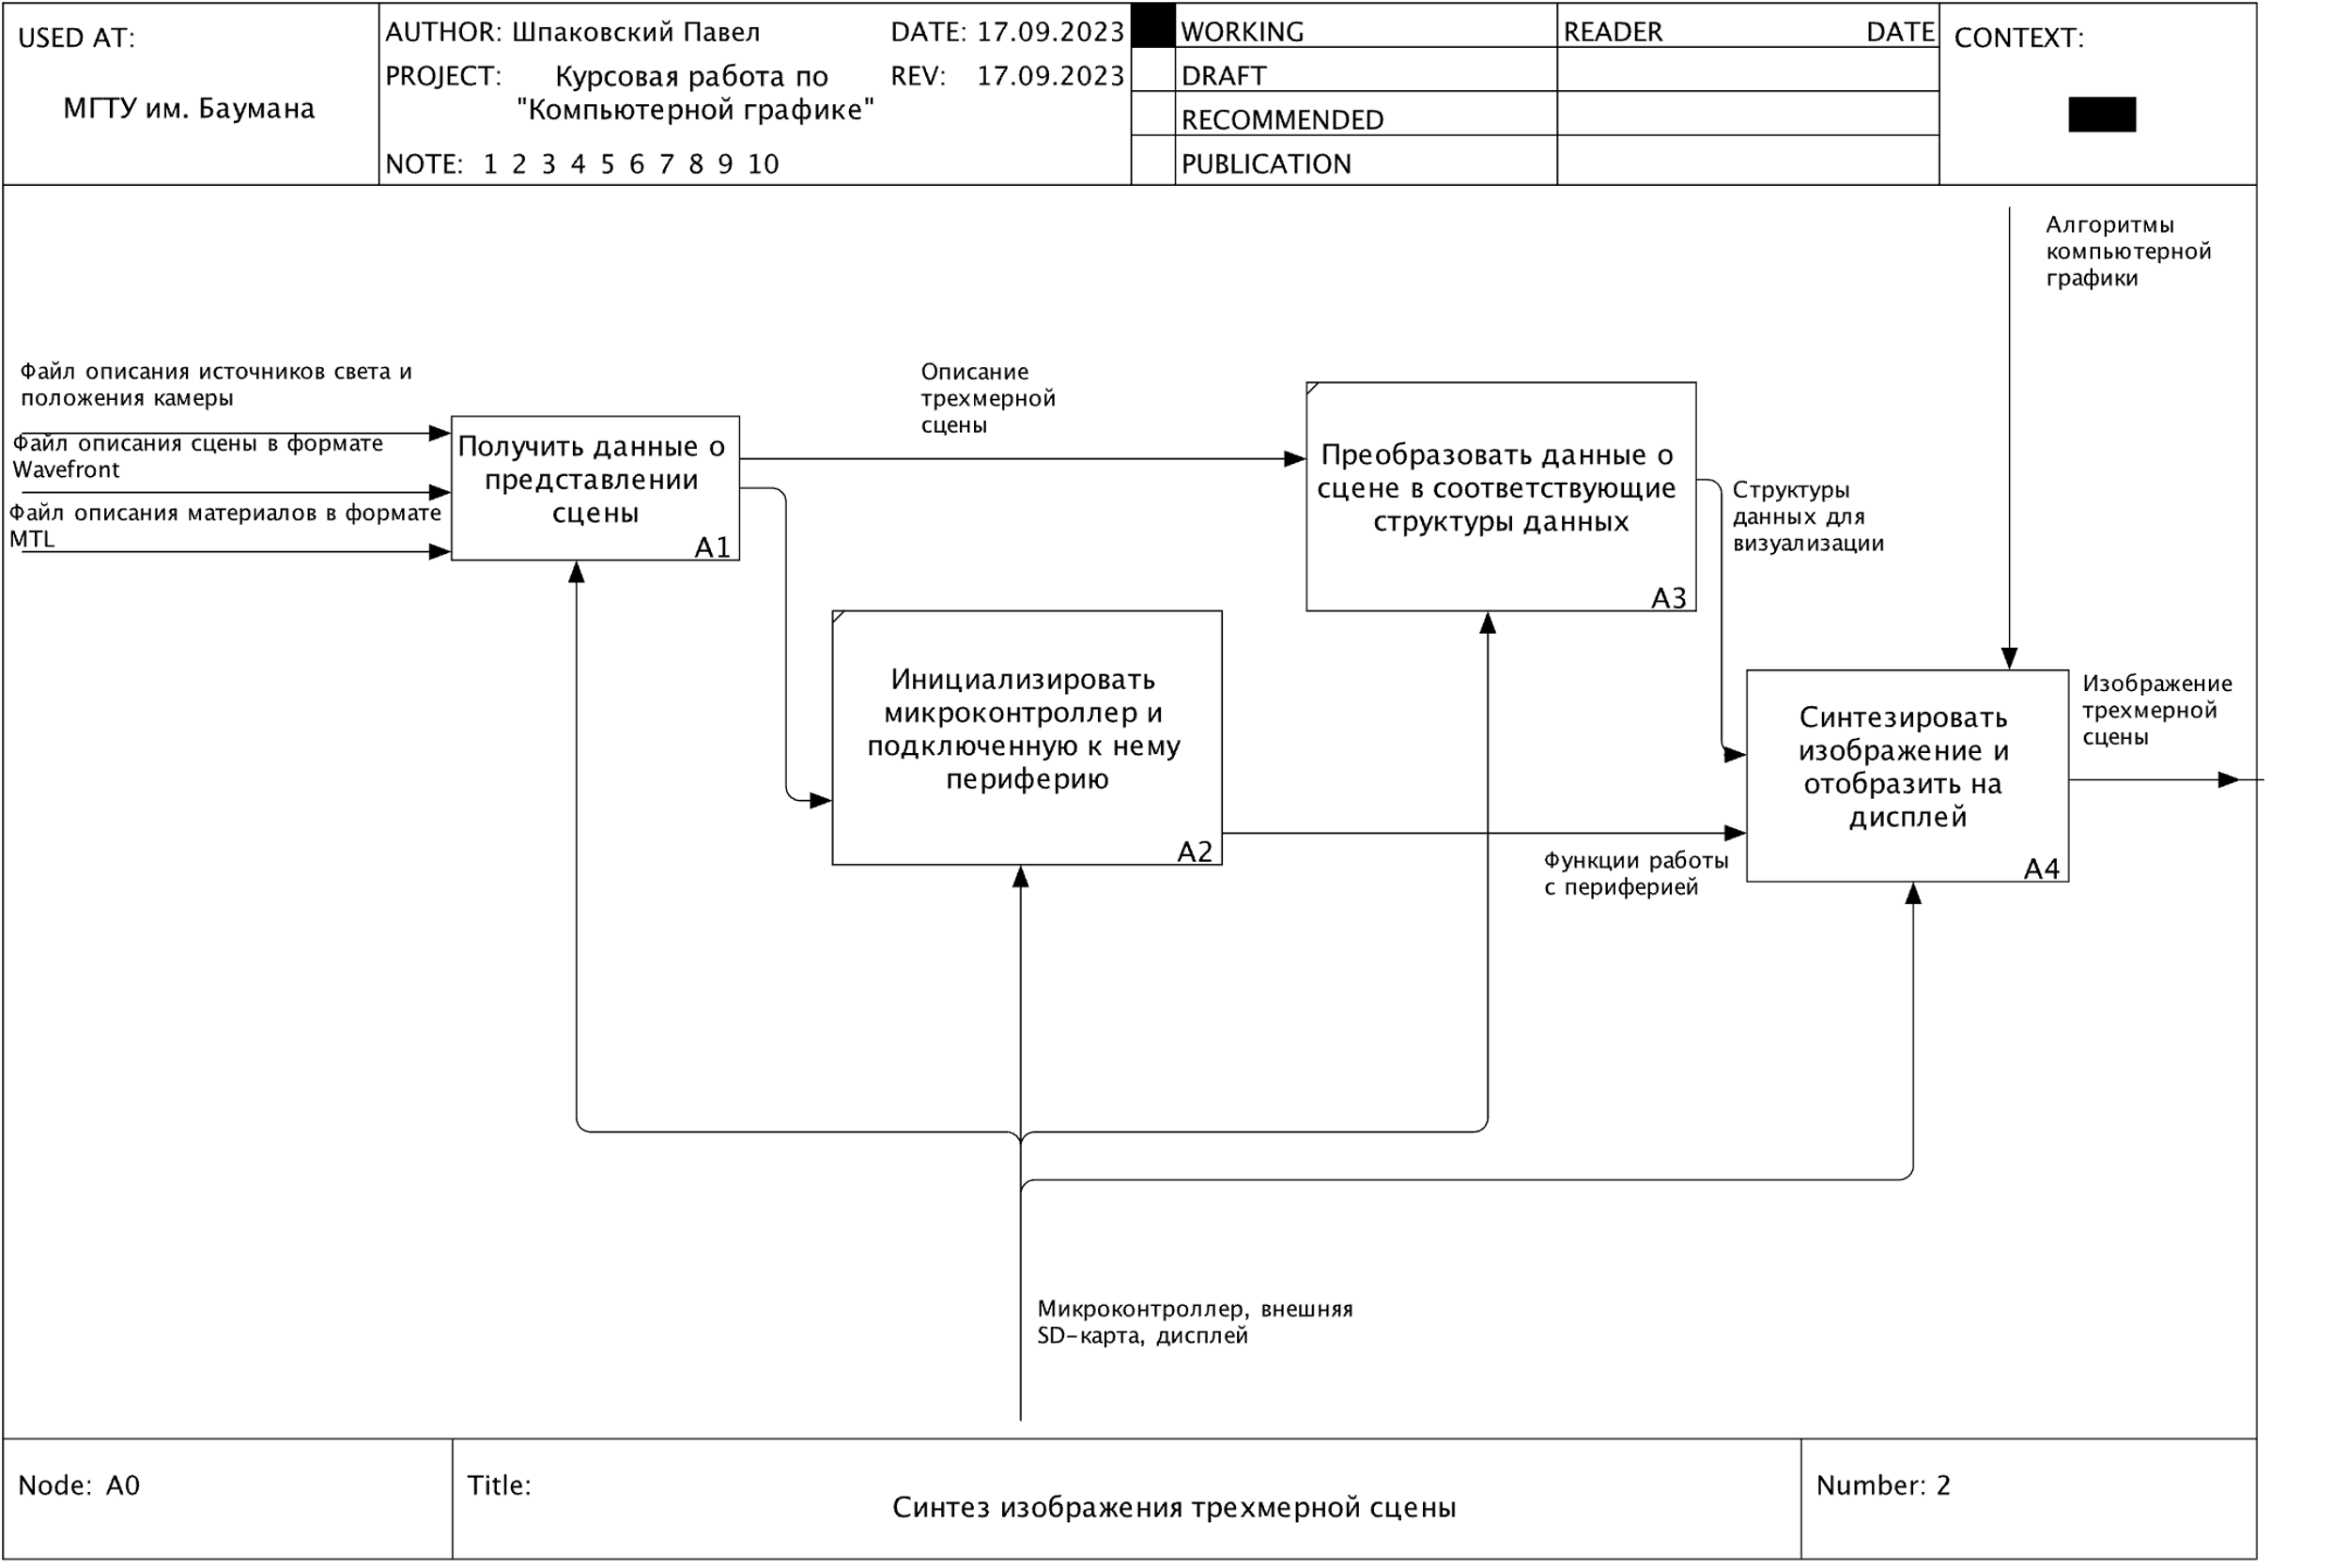 USED AT:
МГТУ им. Баумана
AUTHOR: Шпаковский Павел
DATE: 17.09.2023
PROJECT: Курсовая работа по
"Компьютерной графике"
REV: 17.09.2023
NOTE: 1 2 3 4 5 6 7 8 9 10
WORKING
DRAFT
RECOMMENDED
PUBLICATION
READER DATE
CONTEXT:
Алгоритмы
компьютерной
графики
Файл описания источников света и
положения камеры
Файл описания сцены в формате
Wavefront
Файл описания материалов в формате
MTL
Получить данные о
представлении
сцены
A1
Описание
трехмерной
сцены
Преобразовать данные о
сцене в соответствующие
структуры данных
A3
Структуры
данных для
визуализации
Инициализировать
микроконтроллер и
подключенную к нему
периферию
A2
Функции работы
с периферией
Синтезировать
изображение и
отобразить на
дисплей
A4
Изображение
трехмерной
сцены
Микроконтроллер, внешняя
SD-карта, дисплей
Node: A0
Title:
Синтез изображения трехмерной сцены
Number: 2